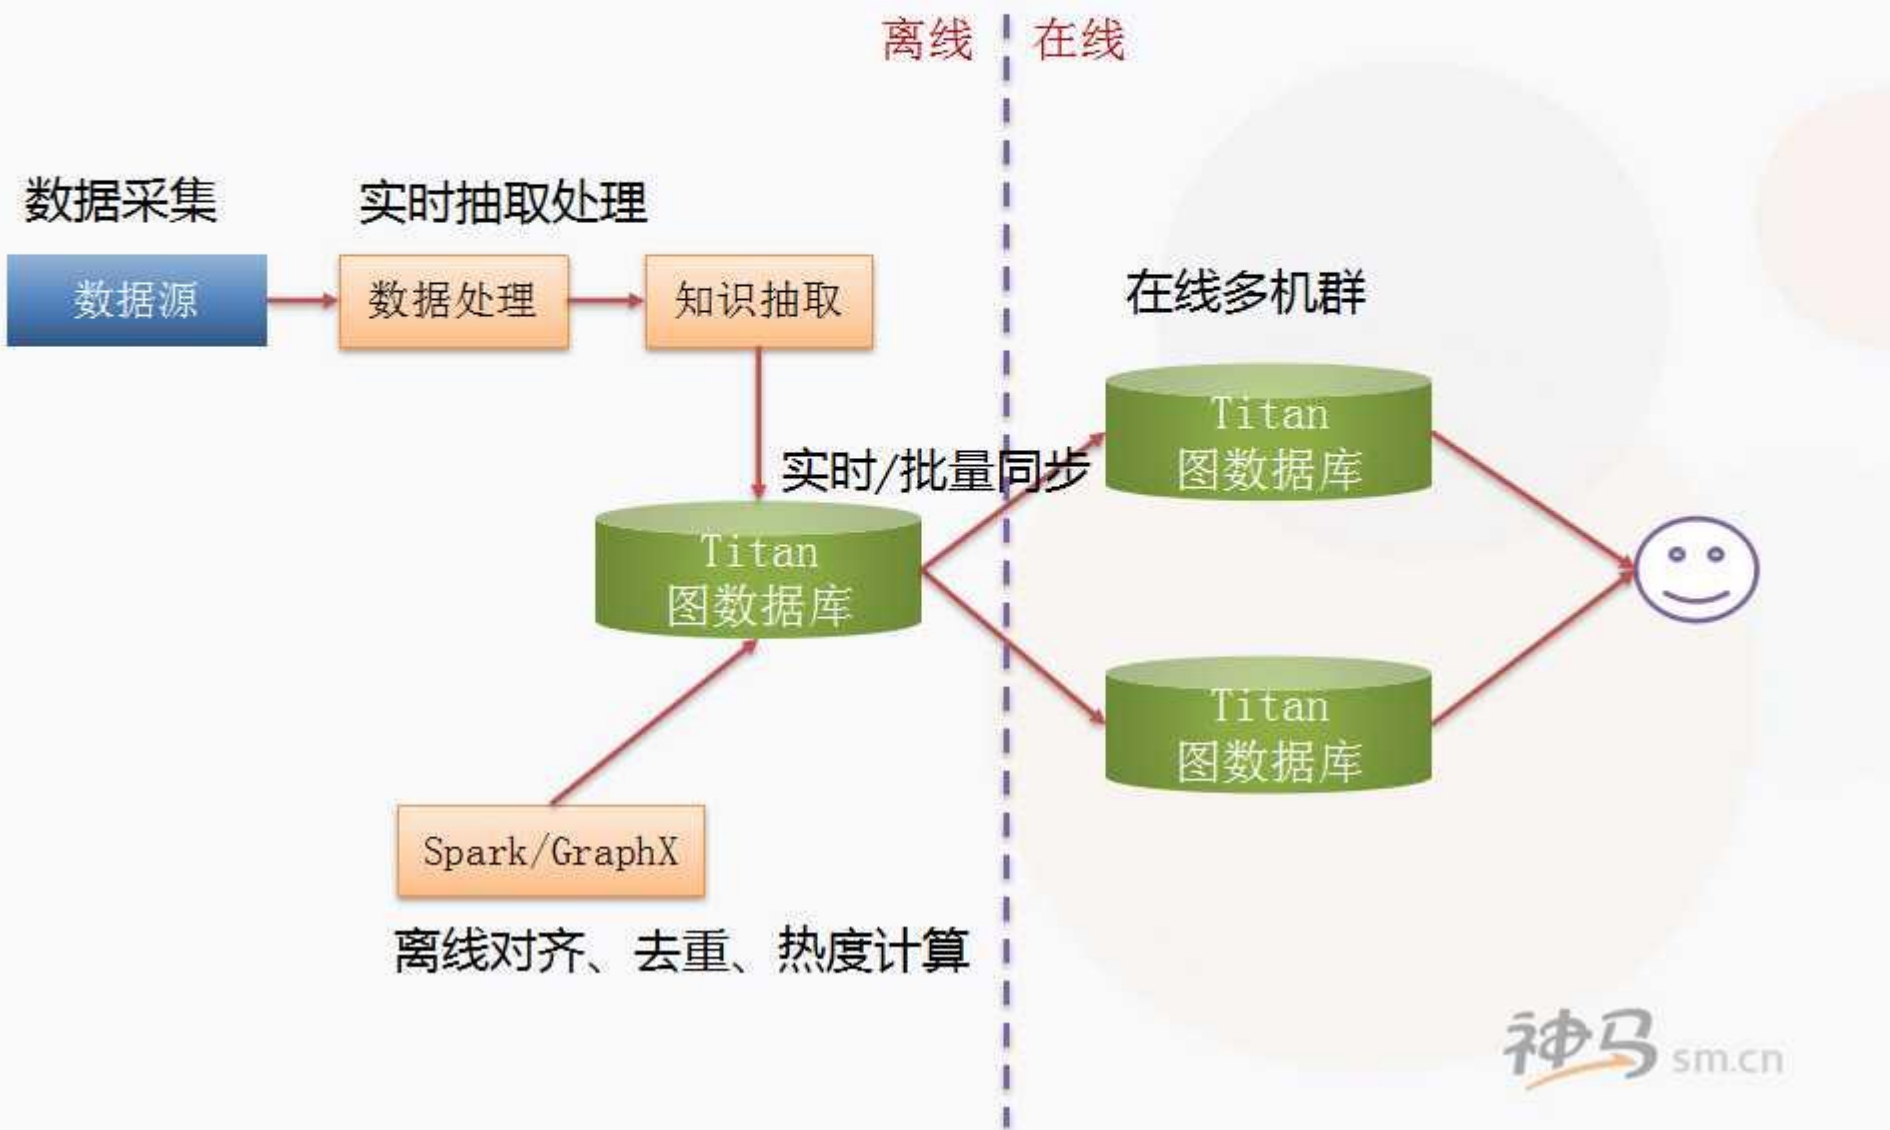 离线
在线
数据采集
实时抽取处理
数据源
数据处理
知识抽取
在线多机群
Titan
图数据库
实时/批量同步
Titan
图数据库
Titan
图数据库
Spark/GraphX
离线对齐、去重、热度计算
神马 sm.cn